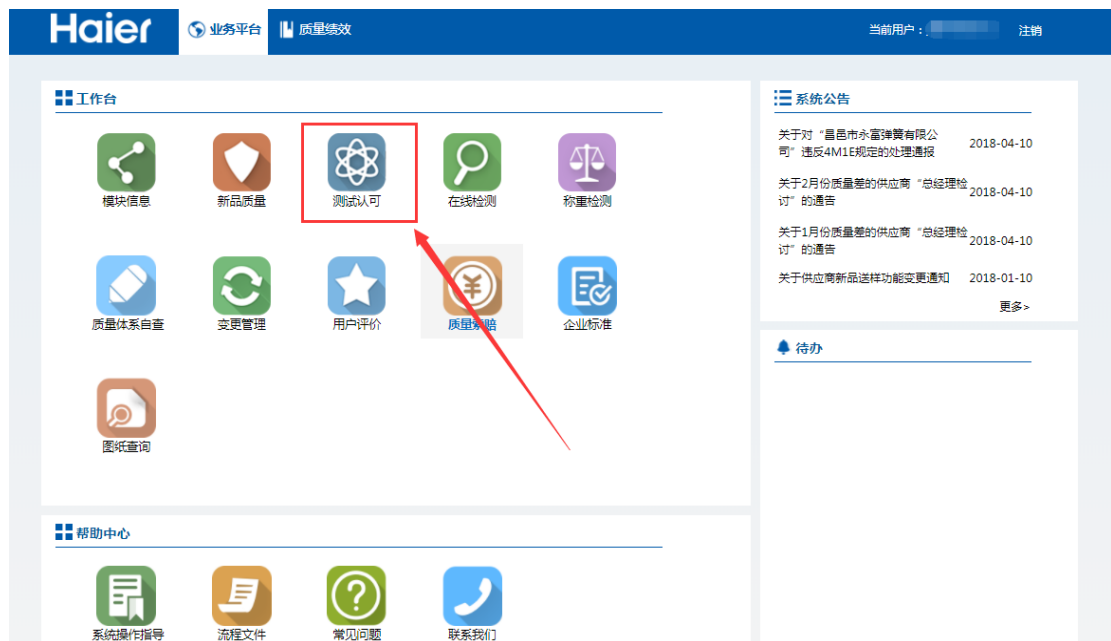 Haier
业务平台
质量绩效
当前用户：
注销
工作台
模块信息
新品质量
测试认可
在线检测
称重检测
质量体系自查
变更管理
用户评价
质量索赔
企业标准
图纸查询
帮助中心
系统操作指导
流程文件
常见问题
联系我们
系统公告
关于对“昌邑市永富弹簧有限公
司”违反4M1E规定的处理通报
2018-04-10
关于2月份质量差的供应商“总经理检
讨”的通告
2018-04-10
关于1月份质量差的供应商“总经理检
讨”的通告
2018-04-10
关于供应商新品送样功能变更通知
2018-01-10
更多>
待办